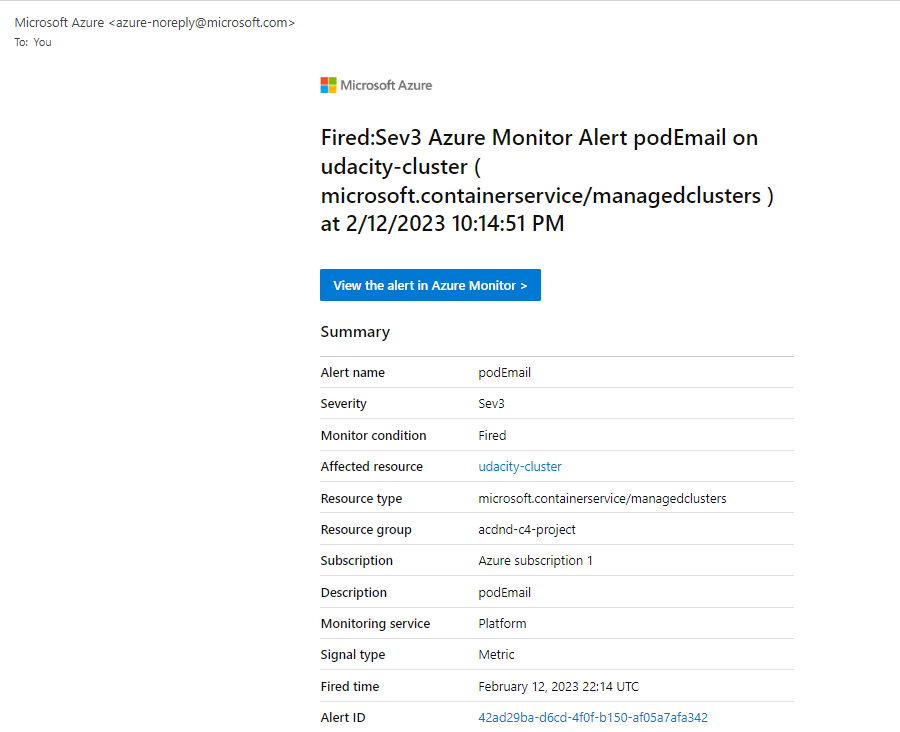 Microsoft Azure <azure-noreply@microsoft.com>
To: You
Microsoft Azure
Fired:Sev3 Azure Monitor Alert podEmail on
udacity-cluster (
microsoft.containerservice/managedclusters )
at 2/12/2023 10:14:51 PM
View the alert in Azure Monitor >
Summary
Alert name podEmail
Severity Sev3
Monitor condition Fired
Affected resource udacity-cluster
Resource type microsoft.containerservice/managedclusters
Resource group acdnd-c4-project
Subscription Azure subscription 1
Description podEmail
Monitoring service Platform
Signal type Metric
Fired time February 12, 2023 22:14 UTC
Alert ID 42ad29ba-d6cd-4f0f-b150-af05a7afa342